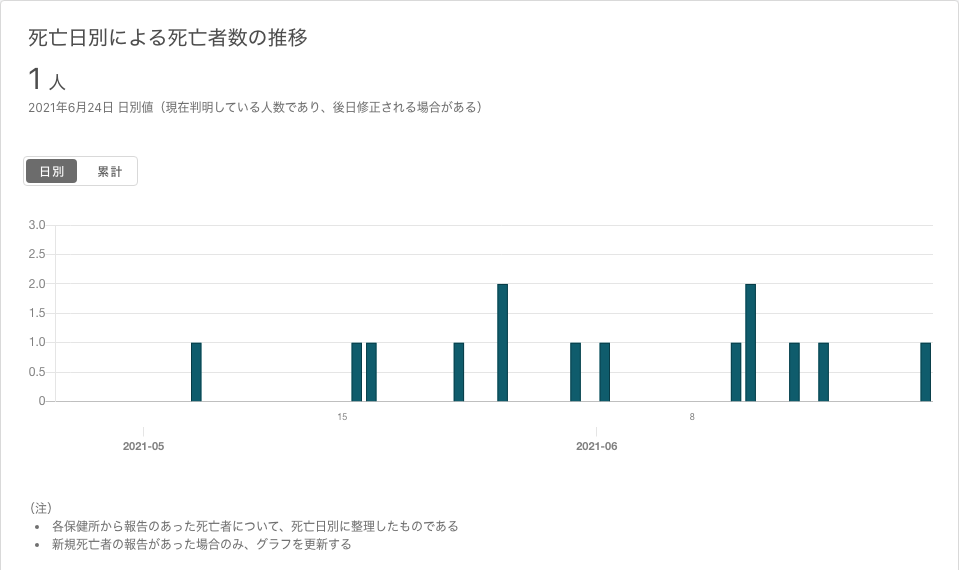 死亡日別による死亡者数の推移
1 人
2021年6月24日 日別値（現在判明している人数であり、後日修正される場合がある）
日別 累計
3.0
2.5
2.0
1.5
1.0
0.5
0
15 8
2021-05 2021-06
（注）
• 各保健所から報告のあった死亡者について、死亡日別に整理したものである
• 新規死亡者の報告があった場合のみ、グラフを更新する